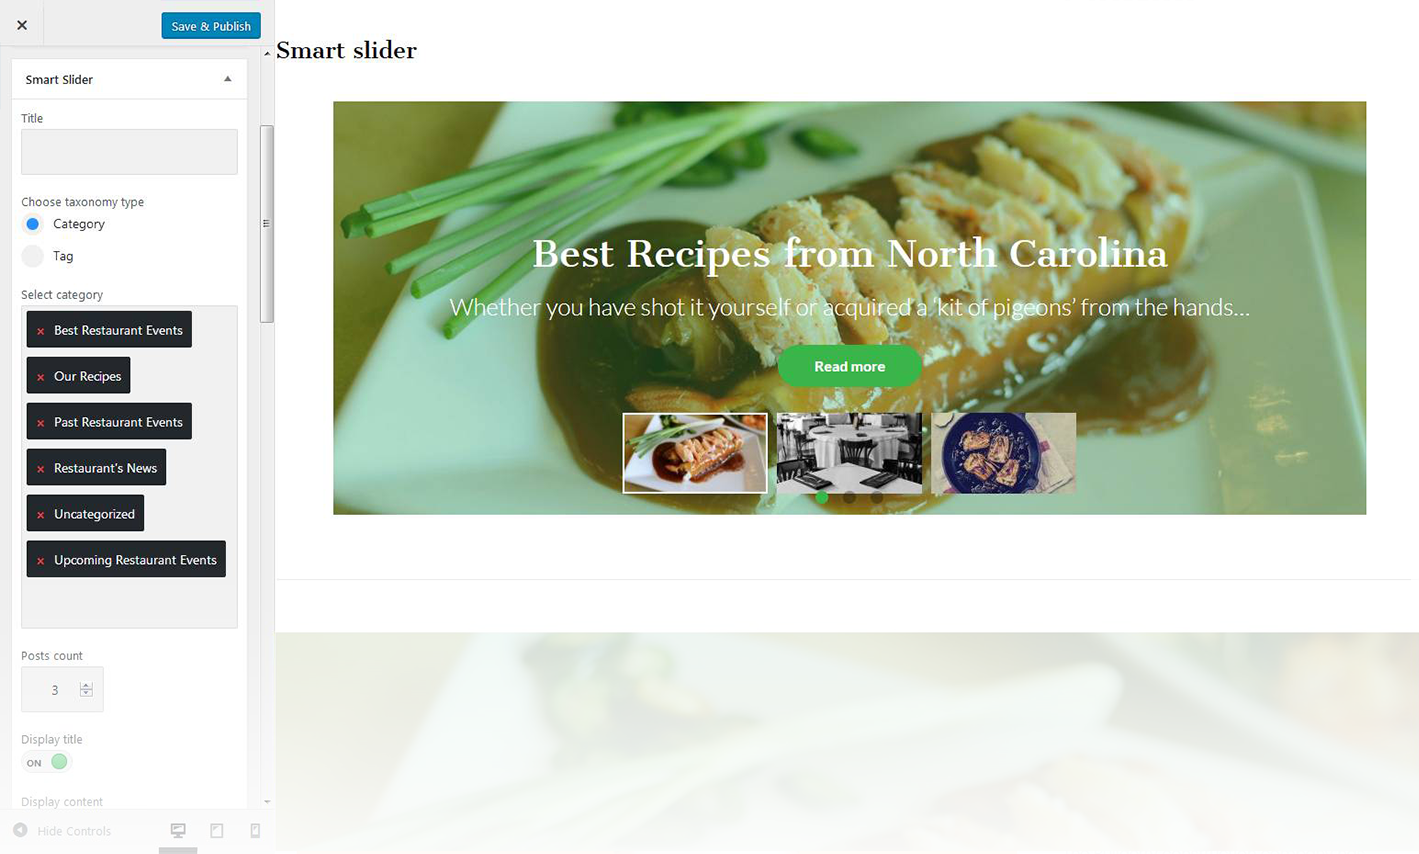 Save & Publish
Smart Slider
Title
Choose taxonomy type
Category
Tag
Select category
× Best Restaurant Events
× Our Recipes
× Past Restaurant Events
× Restaurant's News
× Uncategorized
× Upcoming Restaurant Events
Posts count
3
Display title
ON
Display content
Hide Controls
Smart slider
Best Recipes from North Carolina
Whether you have shot it yourself or acquired a ‘kit of pigeons’ from the hands...
Read more